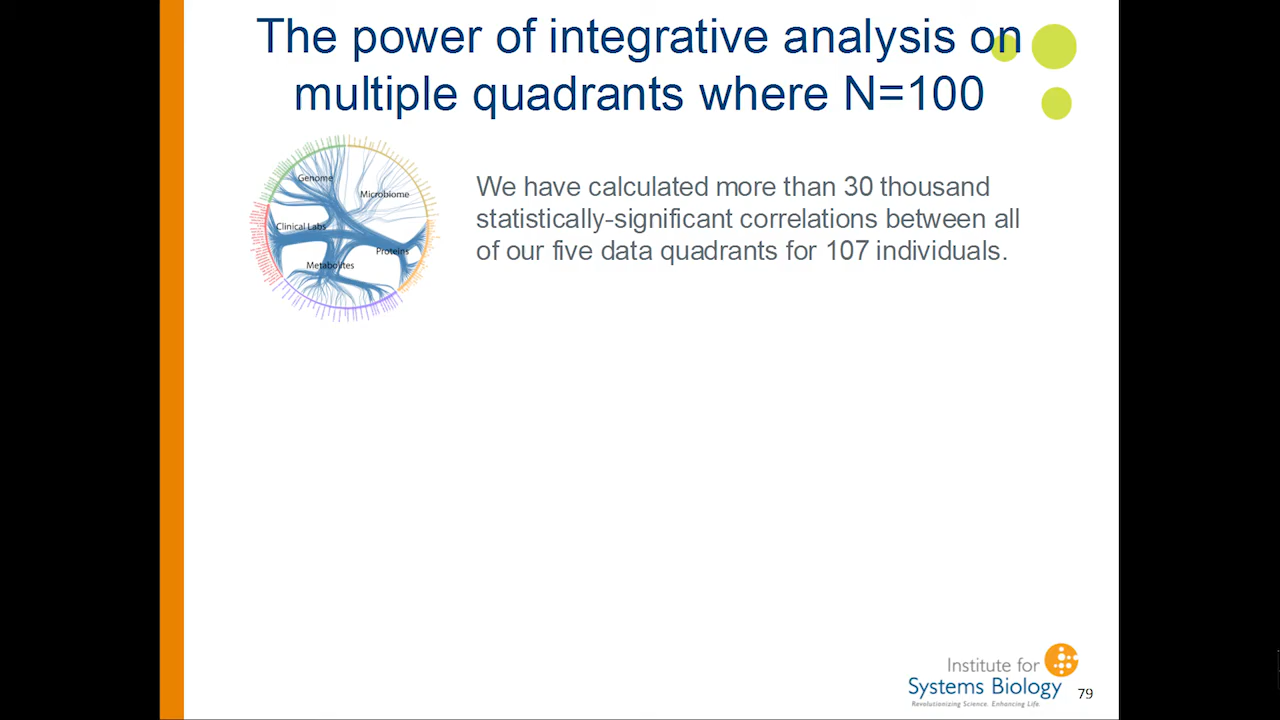 The power of integrative analysis on
multiple quadrants where N=100
Genome
Microbiome
Clinical Labs
Proteins
Metabolites
We have calculated more than 30 thousand
statistically-significant correlations between all
of our five data quadrants for 107 individuals.
Institute for
Systems Biology
Revolutionizing Science. Enhancing Life.
79